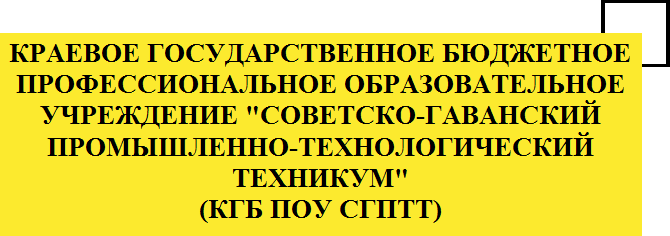 КРАЕВОЕ ГОСУДАРСТВЕННОЕ БЮДЖЕТНОЕ
ПРОФЕССИОНАЛЬНОЕ ОБРАЗОВАТЕЛЬНОЕ
УЧРЕЖДЕНИЕ "СОВЕТСКО-ГАВАНСКИЙ
ПРОМЫШЛЕННО-ТЕХНОЛОГИЧЕСКИЙ
ТЕХНИКУМ"
(КГБ ПОУ СГПТТ)